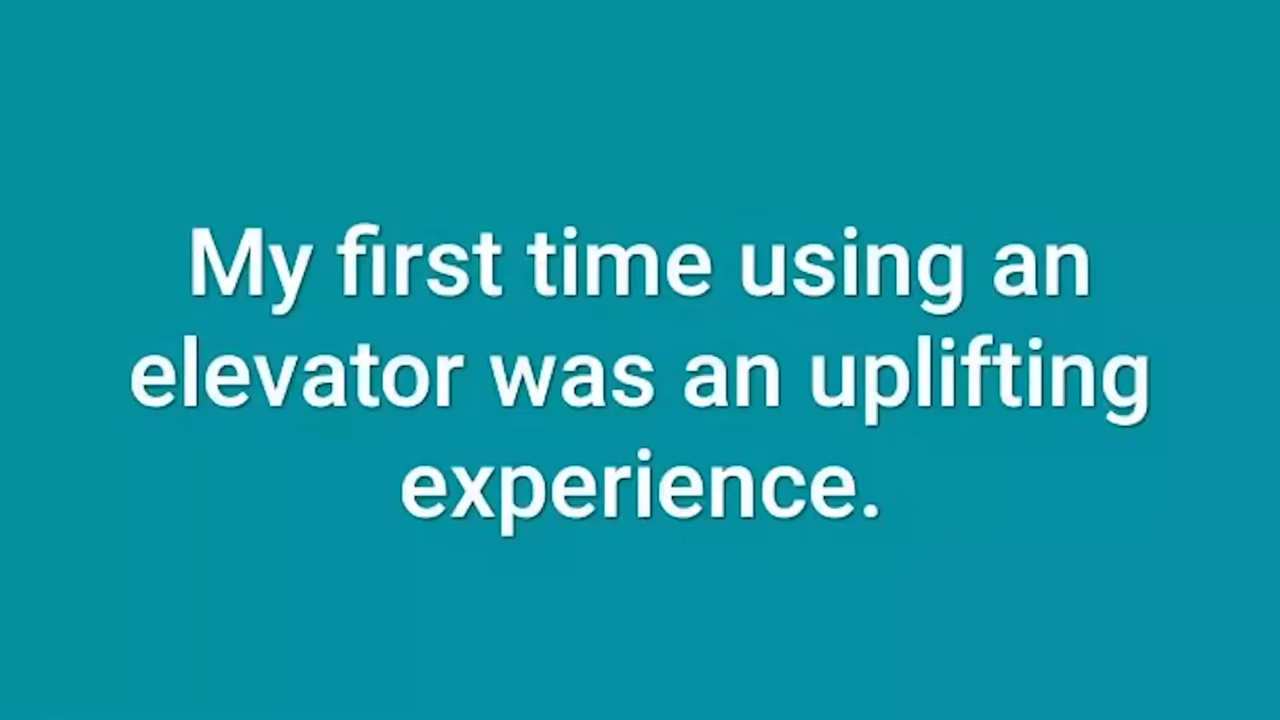 My first time using an
elevator was an uplifting
experience.